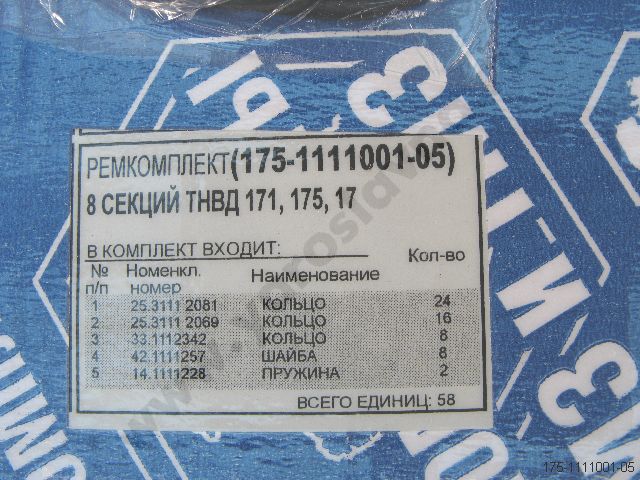 РЕМКОМПЛЕКТ(175-1111001-05)
8 СЕКЦИЙ ТНВД 171, 175, 17
В КОМПЛЕКТ ВХОДИТ:
№ п/п Номенкл. номер Наименование Кол-во
1 25.3111 2081 КОЛЬЦО 24
2 25.3111 2069 КОЛЬЦО 16
3 33.1112342 КОЛЬЦО 8
4 42.1111257 ШАЙБА 8
5 14.1111228 ПРУЖИНА 2
ВСЕГО ЕДИНИЦ: 58
175-1111001-05